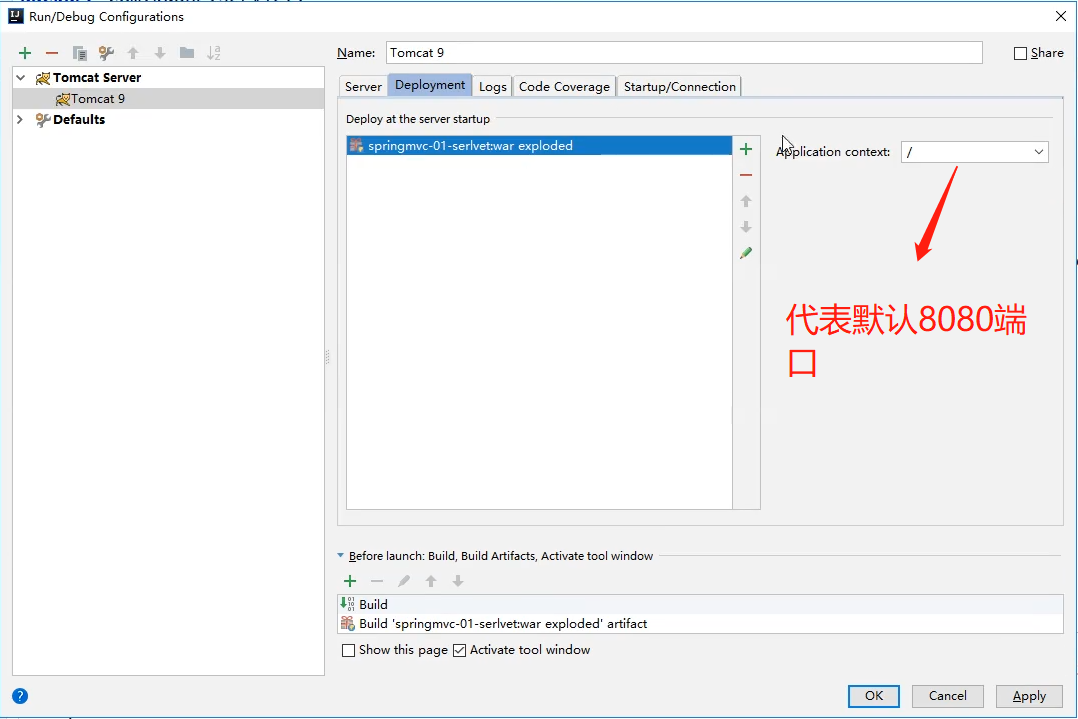 Run/Debug Configurations
Name: Tomcat 9 Share
Tomcat Server
Tomcat 9
Defaults
Server Deployment Logs Code Coverage Startup/Connection
Deploy at the server startup
springmvc-01-serlvet:war exploded
Application context: /
代表默认8080端
口
Before launch: Build, Build Artifacts, Activate tool window
Build
Build 'springmvc-01-serlvet:war exploded' artifact
Show this page Activate tool window
? OK Cancel Apply